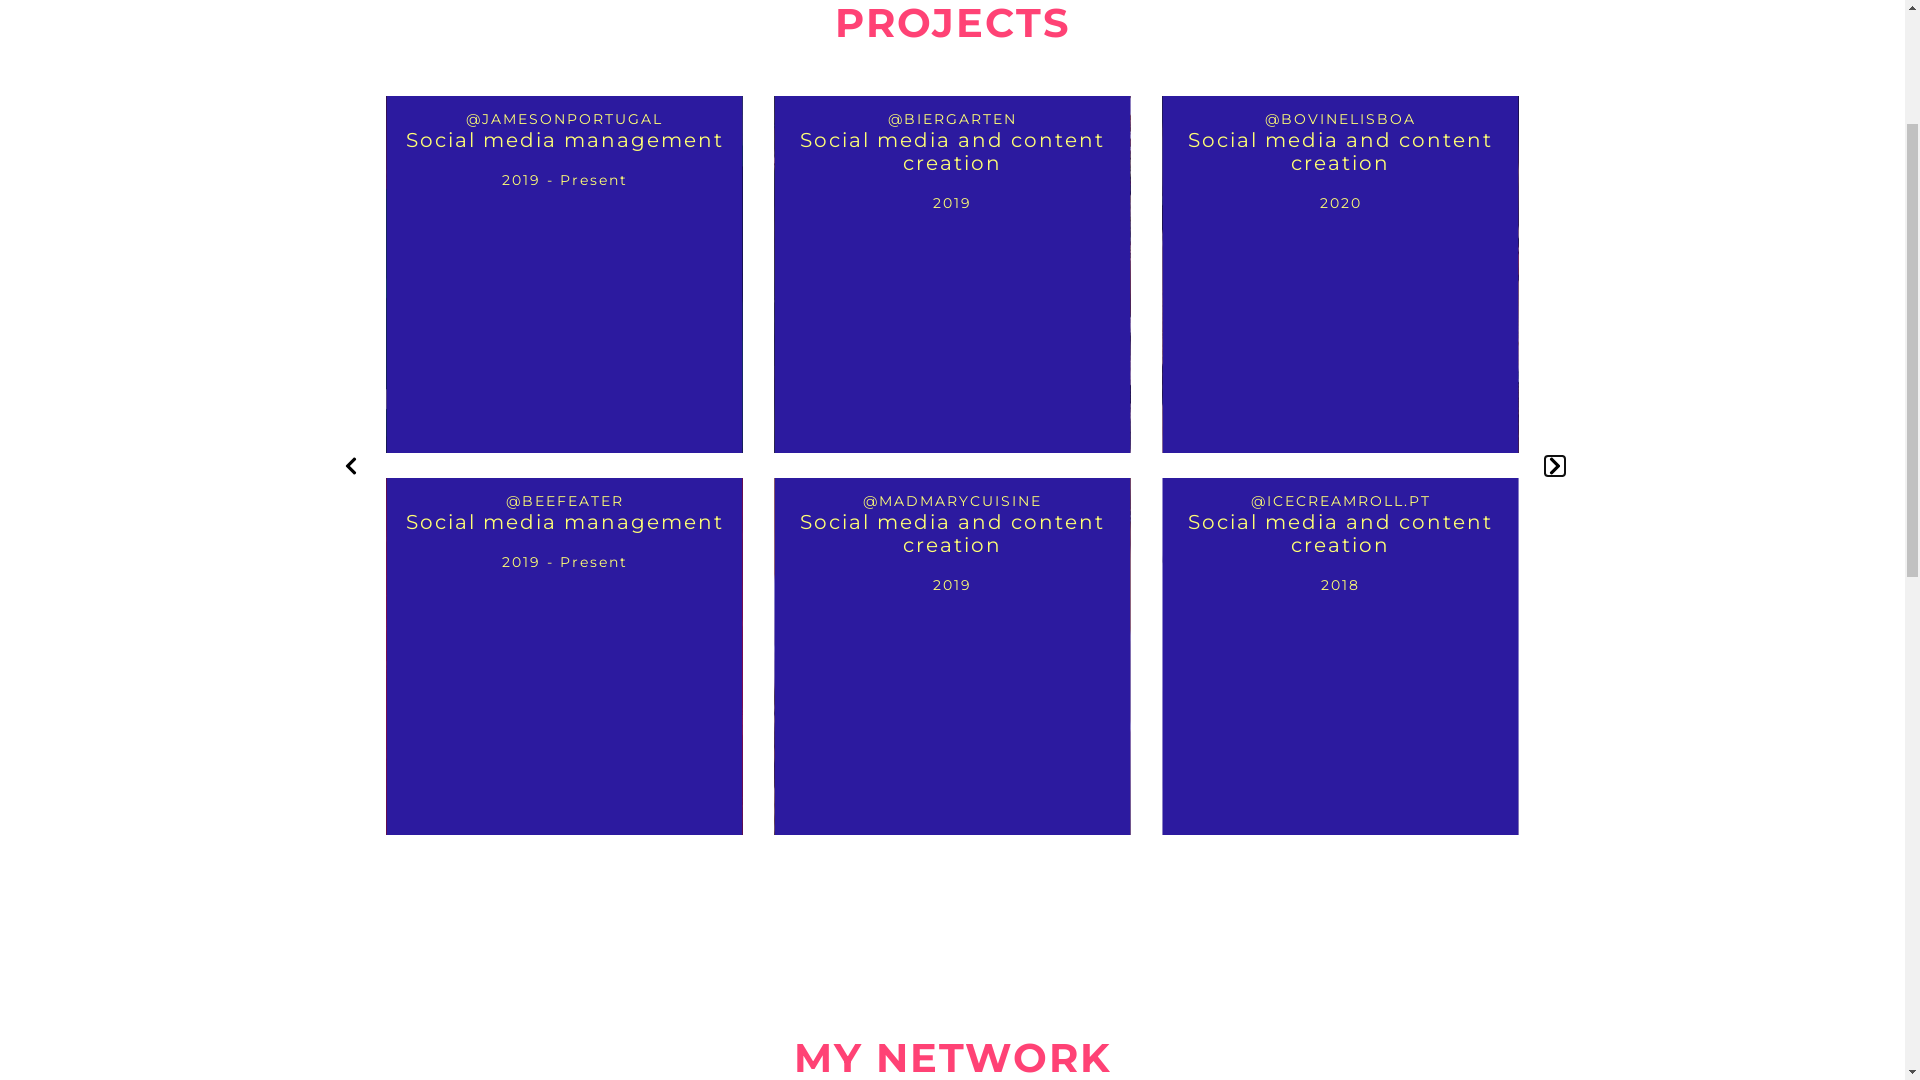 PROJECTS
@JAMESONPORTUGAL
Social media management
2019 - Present
@BIERGARTEN
Social media and content
creation
2019
@BOVINELISBOA
Social media and content
creation
2020
@BEEFEATER
Social media management
2019 - Present
@MADMARYCUISINE
Social media and content
creation
2019
@ICECREAMROLL.PT
Social media and content
creation
2018
MY NETWORK